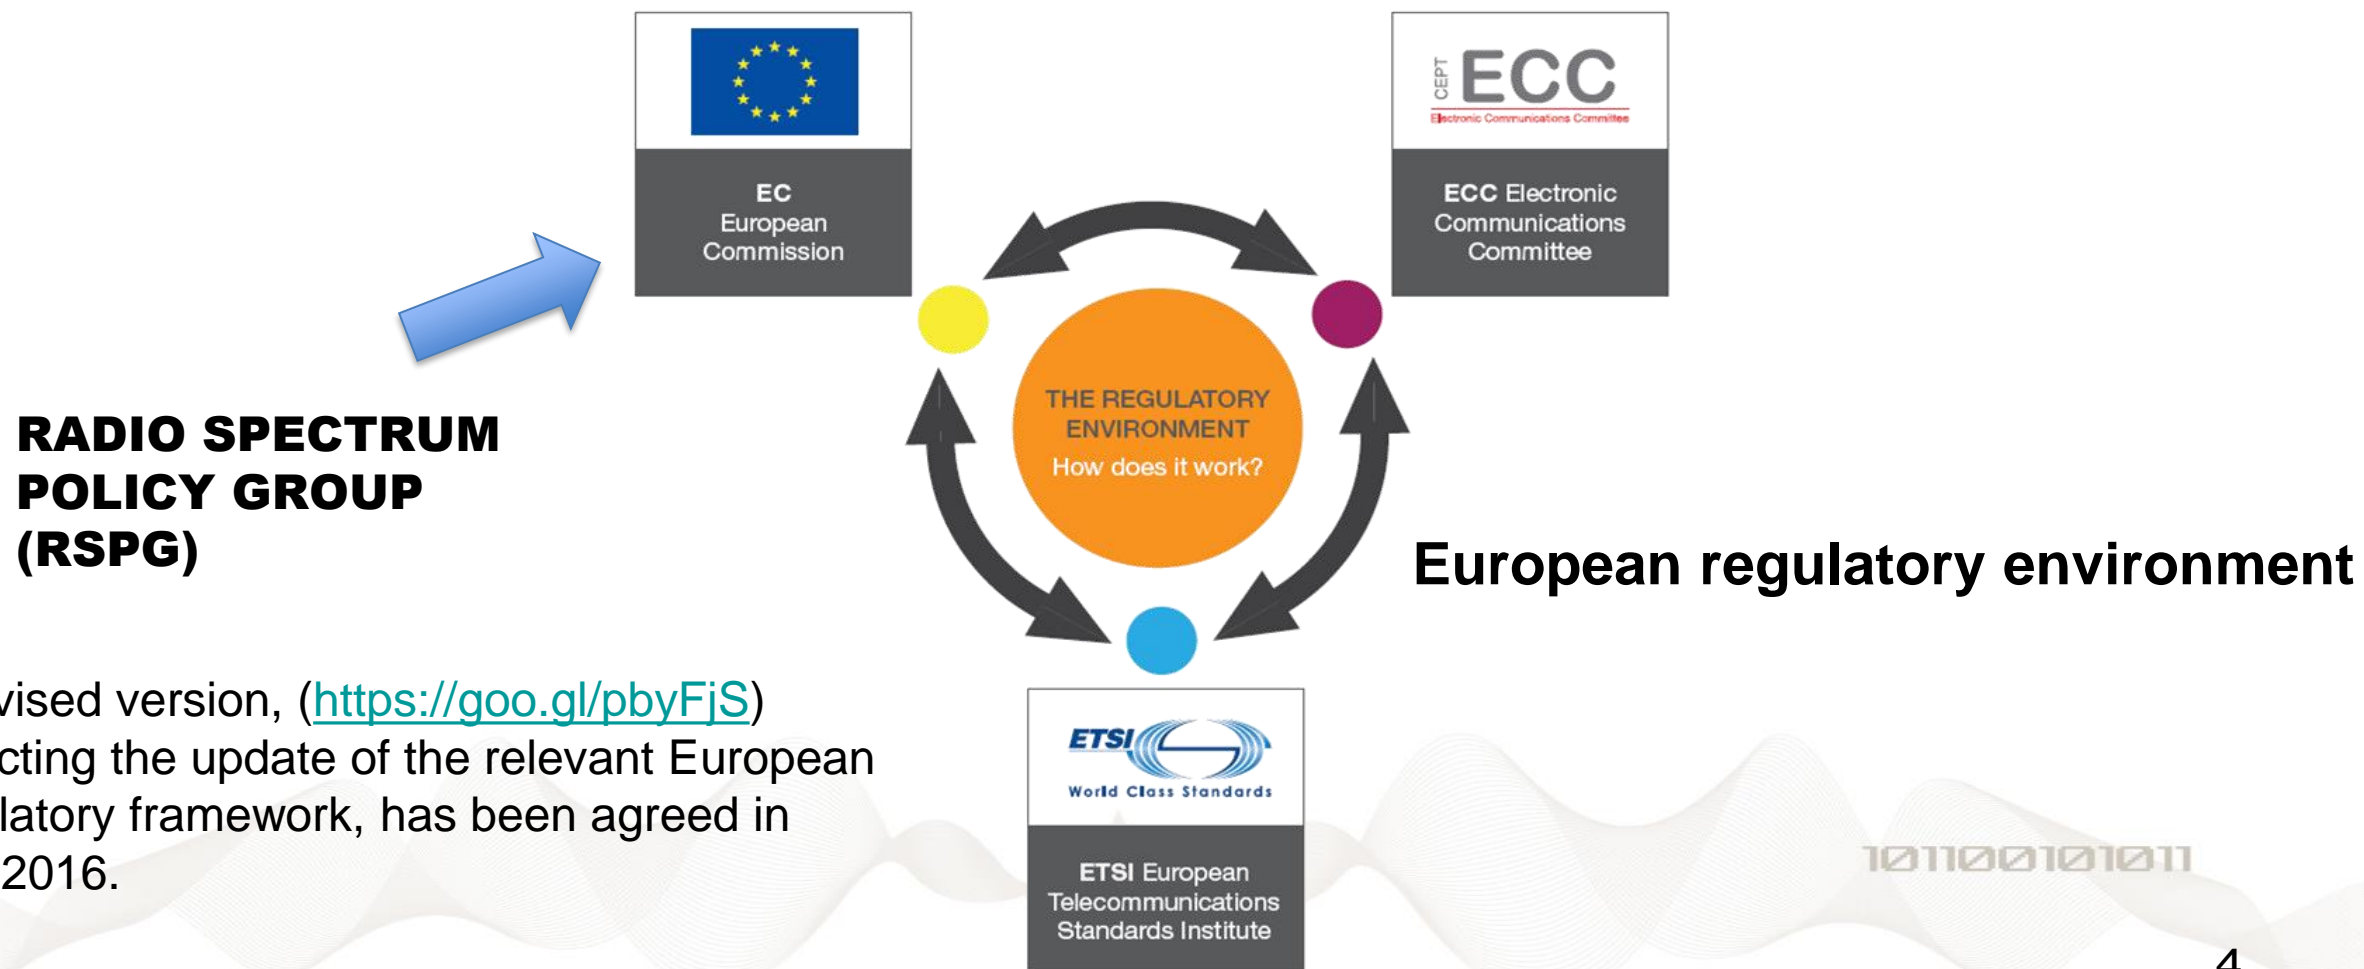 CEPT
ECC
Electronic Communications Committee
EC
European
Commission
ECC Electronic
Communications
Committee
THE REGULATORY
ENVIRONMENT
How does it work?
RADIO SPECTRUM
POLICY GROUP
(RSPG)
European regulatory environment
vised version, (https://goo.gl/pbyFjS)
cting the update of the relevant European
latory framework, has been agreed in
2016.
ETSI
World Class Standards
ETSI European
Telecommunications
Standards Institute
101100101011
4